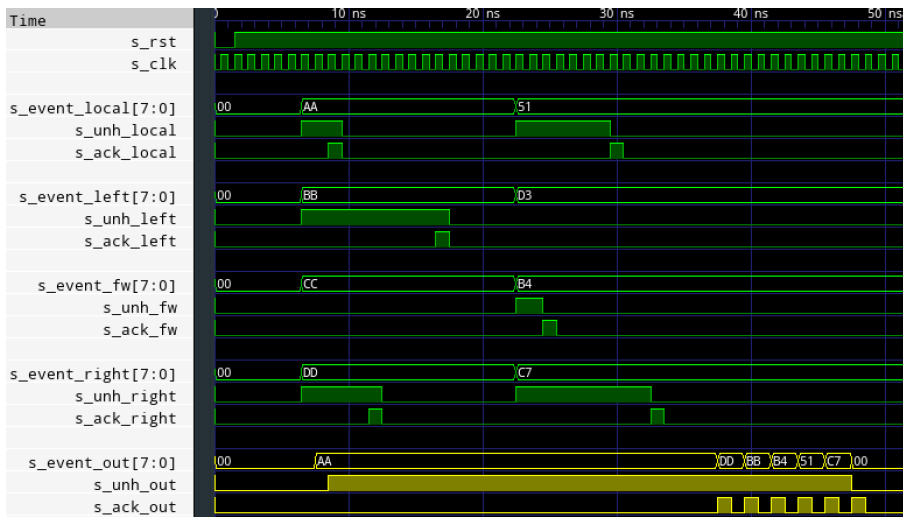 Time
10 ns 20 ns 30 ns 40 ns 50 ns
s_rst
s_clk
s_event_local[7:0] 00 AA 51
s_unh_local
s_ack_local
s_event_left[7:0] 00 BB D3
s_unh_left
s_ack_left
s_event_fw[7:0] 00 CC B4
s_unh_fw
s_ack_fw
s_event_right[7:0] 00 DD C7
s_unh_right
s_ack_right
s_event_out[7:0] 00 AA DD BB B4 51 C7 00
s_unh_out
s_ack_out